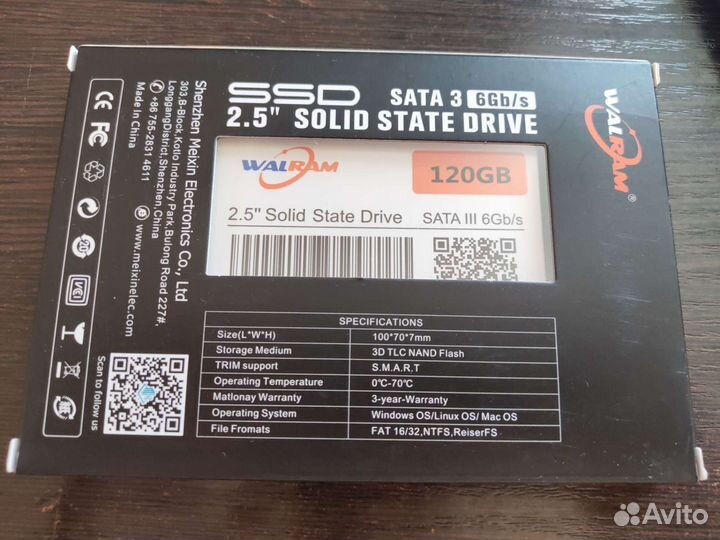 SSD SATA 3 6Gb/s
2.5" SOLID STATE DRIVE
WALRAM 120GB
2.5" Solid State Drive SATA III 6Gb/s
WALRAM ®
SPECIFICATIONS
Size(L*W*H) 100*70*7mm
Storage Medium 3D TLC NAND Flash
TRIM support S.M.A.R.T
Operating Temperature 0℃-70℃
Matlonay Warranty 3-year-Warranty
Operating System Windows OS/Linux OS/ Mac OS
File Fromats FAT 16/32,NTFS,ReiserFS
Shenzhen Meixin Electronics Co., Ltd
303,B-Block,Kotlo Industry Park,Bulong Road 227#,
LonggangDistrict,Shenzhen,China
+86 755-2831 4611
www.meixinelec.com
Made In China
CE FC
20
VCI
Scan to follow us
Avito